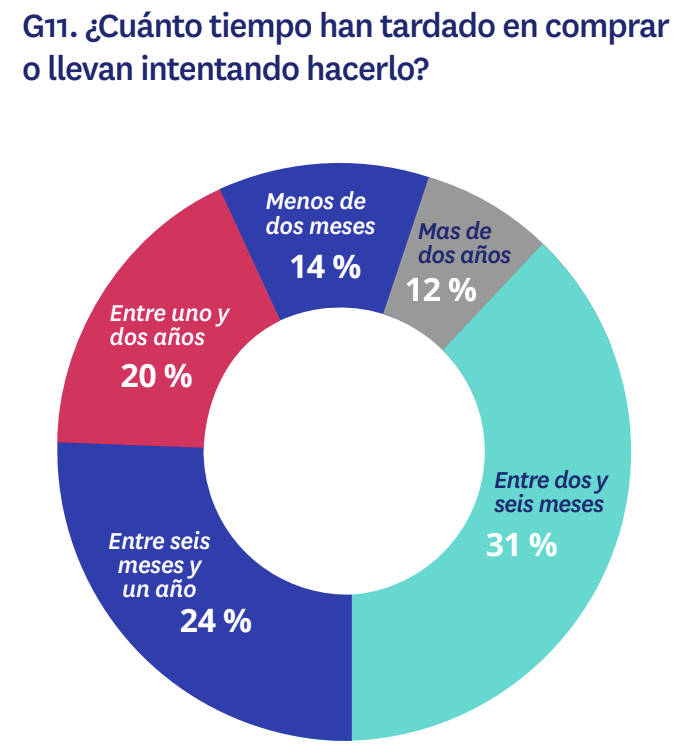 G11. ¿Cuánto tiempo han tardado en comprar
o llevan intentando hacerlo?
Menos de
dos meses
14 %
Mas de
dos años
12 %
Entre uno y
dos años
20 %
Entre dos y
seis meses
31 %
Entre seis
meses y
un año
24 %